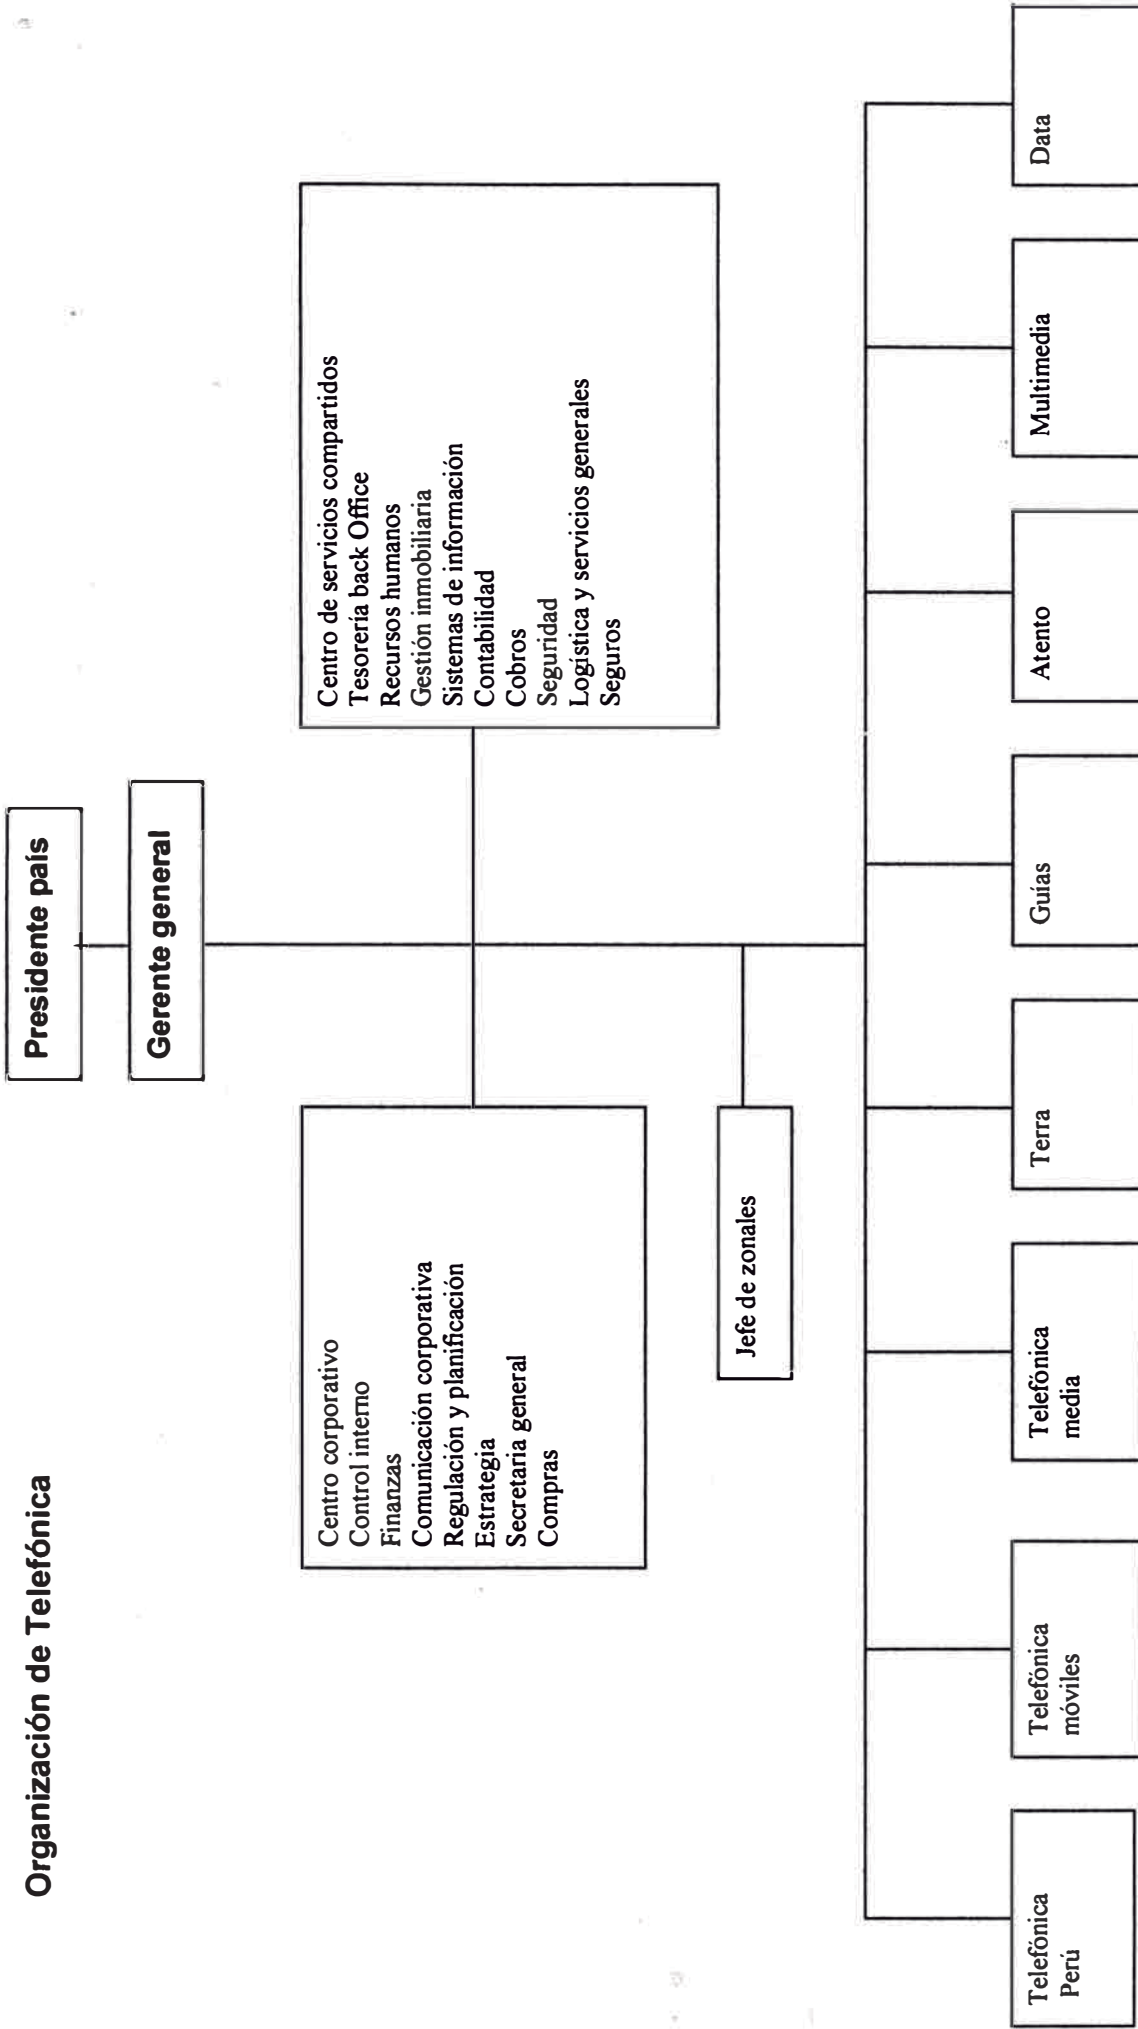 Organización de Telefónica
Presidente país
Gerente general
Centro corporativo
Control interno
Finanzas
Comunicación corporativa
Regulación y planificación
Estrategia
Secretaria general
Compras
Centro de servicios compartidos
Tesorería back Office
Recursos humanos
Gestión inmobiliaria
Sistemas de información
Contabilidad
Cobros
Seguridad
Logística y servicios generales
Seguros
Jefe de zonales
Telefónica
Perú
Telefónica
móviles
Telefónica
media
Terra
Guías
Atento
Multimedia
Data